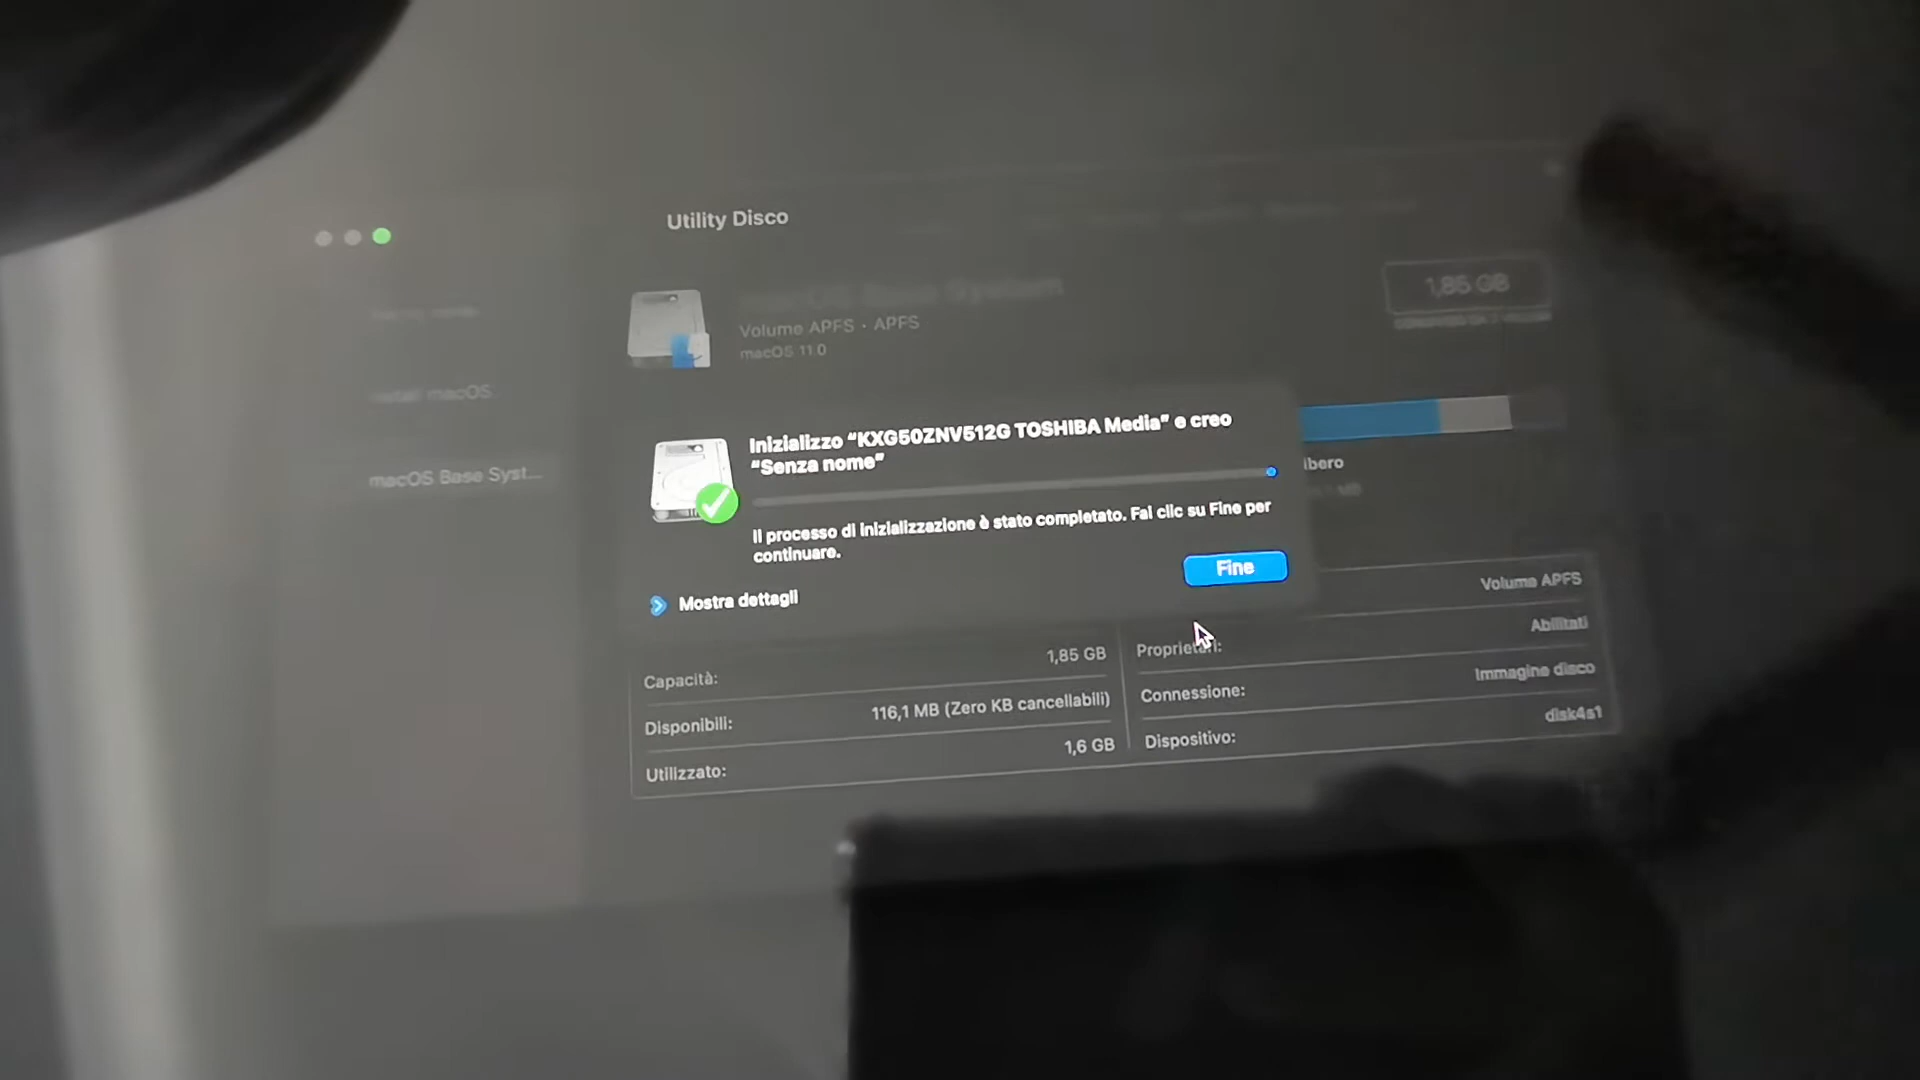 Utility Disco
1,85 GB
Volume APFS · APFS
macOS 11.0
Install macOS
macOS Base Syst...
Inizializzo “KXG50ZNV512G TOSHIBA Media” e creo
“Senza nome”
Il processo di inizializzazione è stato completato. Fai clic su Fine per
continuare.
Fine
Mostra dettagli
Volume APFS
Capacità: 1,85 GB
Abilitati
Disponibili: 116,1 MB (Zero KB cancellabili)
Connessione: Immagine disco
Utilizzato: 1,6 GB
Dispositivo: disk4s1